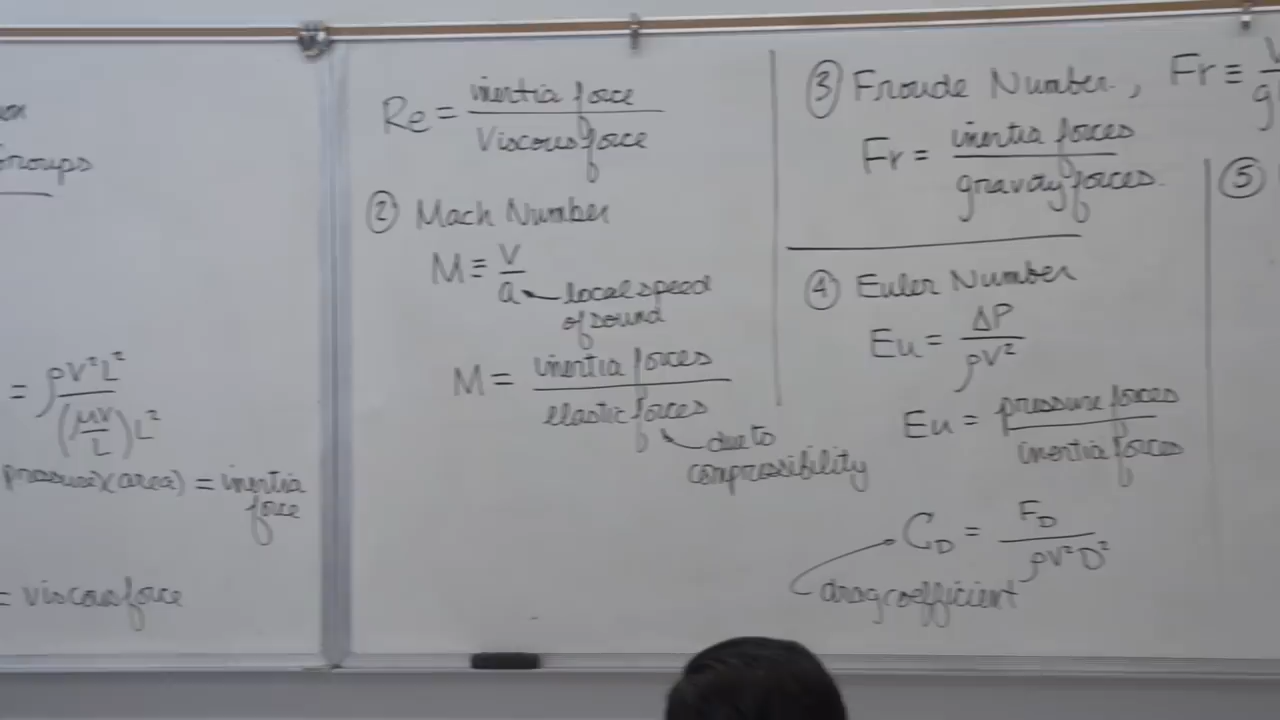 Groups
= ρV²L² / (μV/L)L²
pressure)x(area) = inertia
force
= viscous force
Re = inertia force / Viscous force
② Mach Number
M ≡ V/a
local speed
of sound
M = inertia forces / elastic forces
due to
compressibility
③ Froude Number, Fr ≡
Fr = inertia forces / gravity forces.
④ Euler Number
Eu = ΔP / ρV²
Eu = pressure forces / inertia forces
C_D = F_D / ρV²D²
drag coefficient
⑤